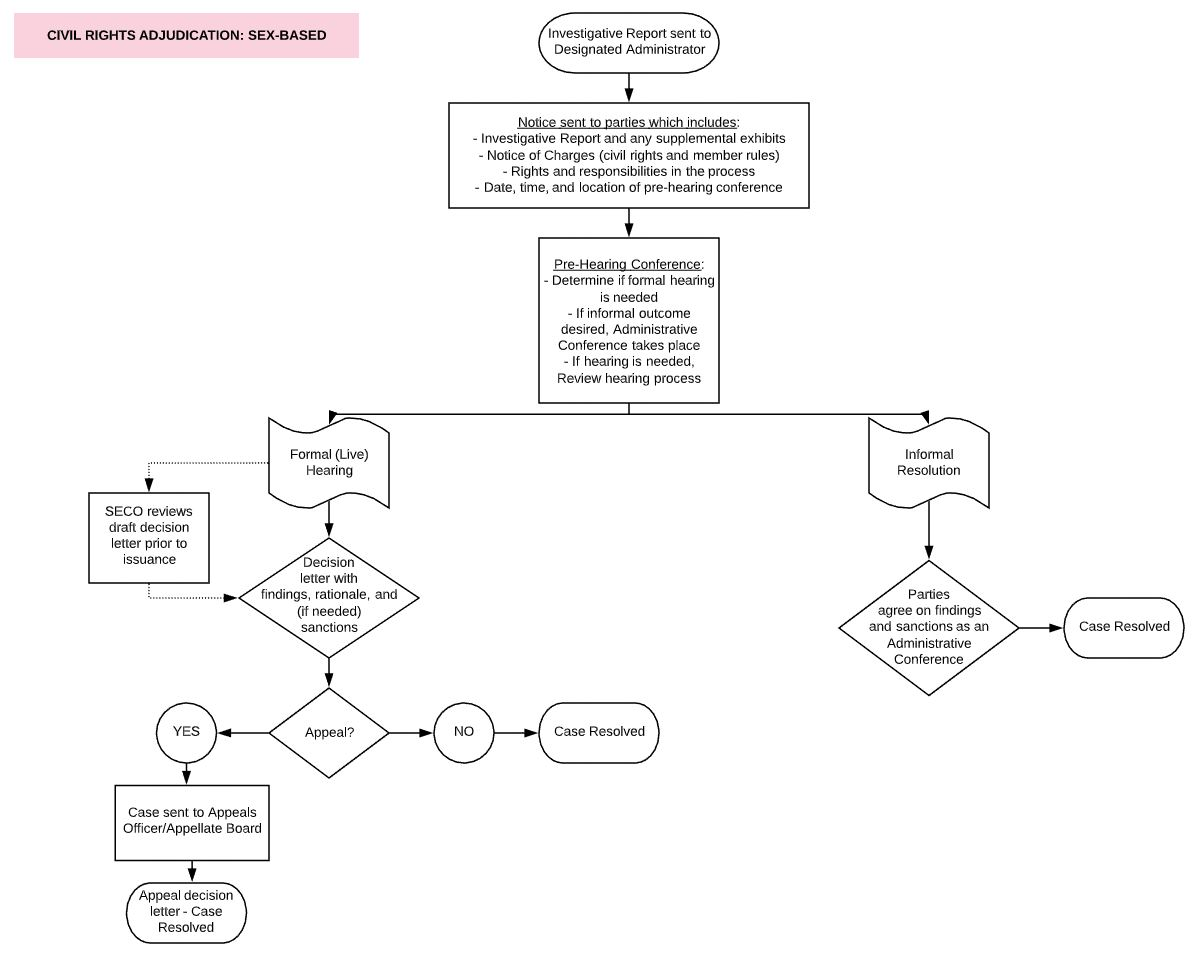 CIVIL RIGHTS ADJUDICATION: SEX-BASED
Investigative Report sent to
Designated Administrator
Notice sent to parties which includes:
- Investigative Report and any supplemental exhibits
- Notice of Charges (civil rights and member rules)
- Rights and responsibilities in the process
- Date, time, and location of pre-hearing conference
Pre-Hearing Conference:
- Determine if formal hearing
is needed
- If informal outcome
desired, Administrative
Conference takes place
- If hearing is needed,
Review hearing process
Formal (Live)
Hearing
Informal
Resolution
SECO reviews
draft decision
letter prior to
issuance
Decision
letter with
findings, rationale, and
(if needed)
sanctions
Parties
agree on findings
and sanctions as an
Administrative
Conference
Case Resolved
YES
Appeal?
NO
Case Resolved
Case sent to Appeals
Officer/Appellate Board
Appeal decision
letter - Case
Resolved